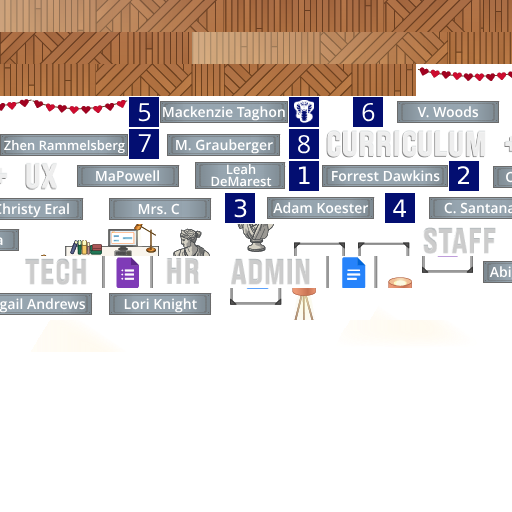 5 Mackenzie Taghon 6 V. Woods
Zhen Rammelsberg 7 M. Grauberger 8 CURRICULUM +
+ UX MaPowell Leah DeMarest 1 Forrest Dawkins 2
Christy Eral Mrs. C 3 Adam Koester 4 C. Santana
STAFF
TECH | | HR ADMIN | | Abi
gail Andrews Lori Knight